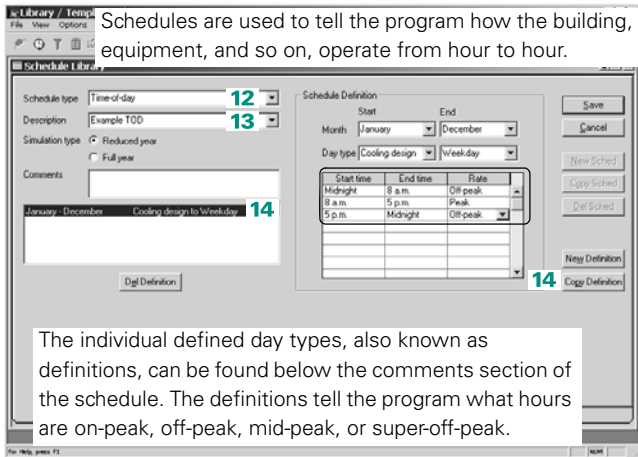 Library / Templ
File View Options
Schedules are used to tell the program how the building,
equipment, and so on, operate from hour to hour.
Schedule Library
Schedule type Time-of-day 12
Description Example TOD 13
Simulation type Reduced year
Full year
Comments
January - December Cooling design to Weekday 14
Del Definition
Schedule Definition
Start End
Month January December
Day type Cooling design Weekday
Start time End time Rate
Midnight 8 a.m. Off-peak
8 a.m. 5 p.m. Peak
5 p.m. Midnight Off-peak
Save
Cancel
New Sched
Copy Sched
Del Sched
New Definition
14 Copy Definition
The individual defined day types, also known as
definitions, can be found below the comments section of
the schedule. The definitions tell the program what hours
are on-peak, off-peak, mid-peak, or super-off-peak.
For Help, press F1
NUM